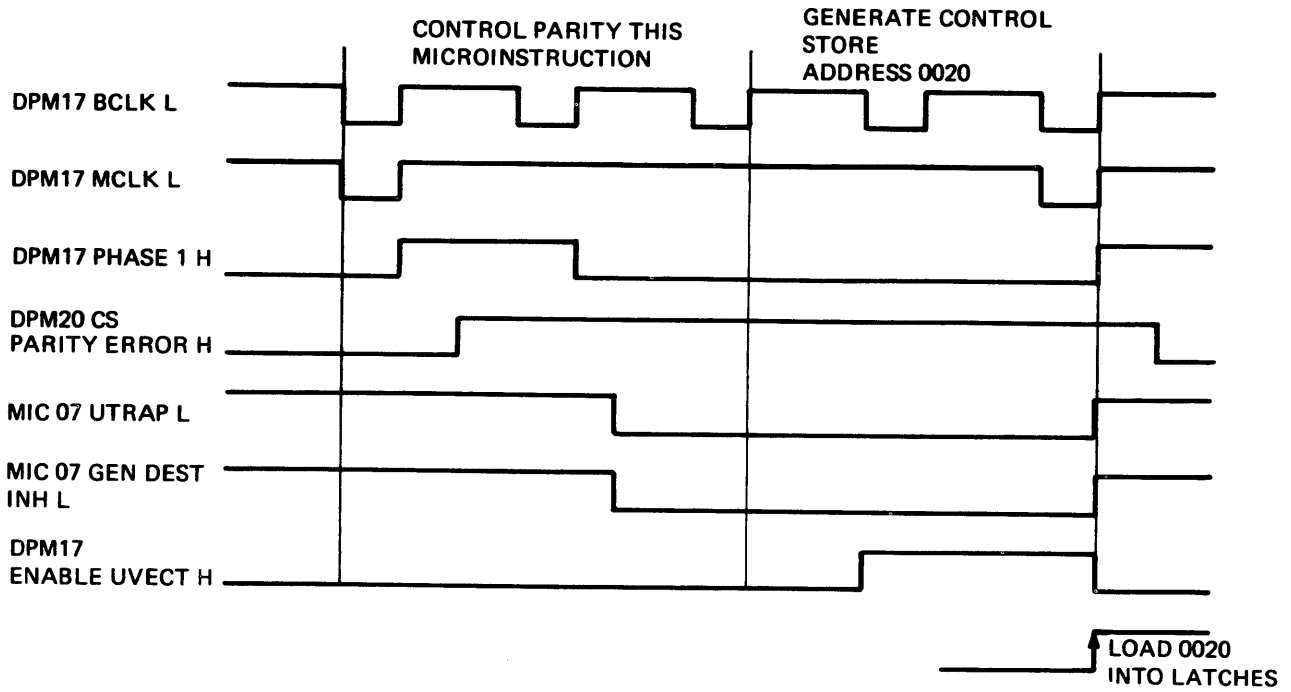 CONTROL PARITY THIS
MICROINSTRUCTION
GENERATE CONTROL
STORE
ADDRESS 0020
DPM17 BCLK L
DPM17 MCLK L
DPM17 PHASE 1 H
DPM20 CS
PARITY ERROR H
MIC 07 UTRAP L
MIC 07 GEN DEST
INH L
DPM17
ENABLE UVECT H
LOAD 0020
INTO LATCHES